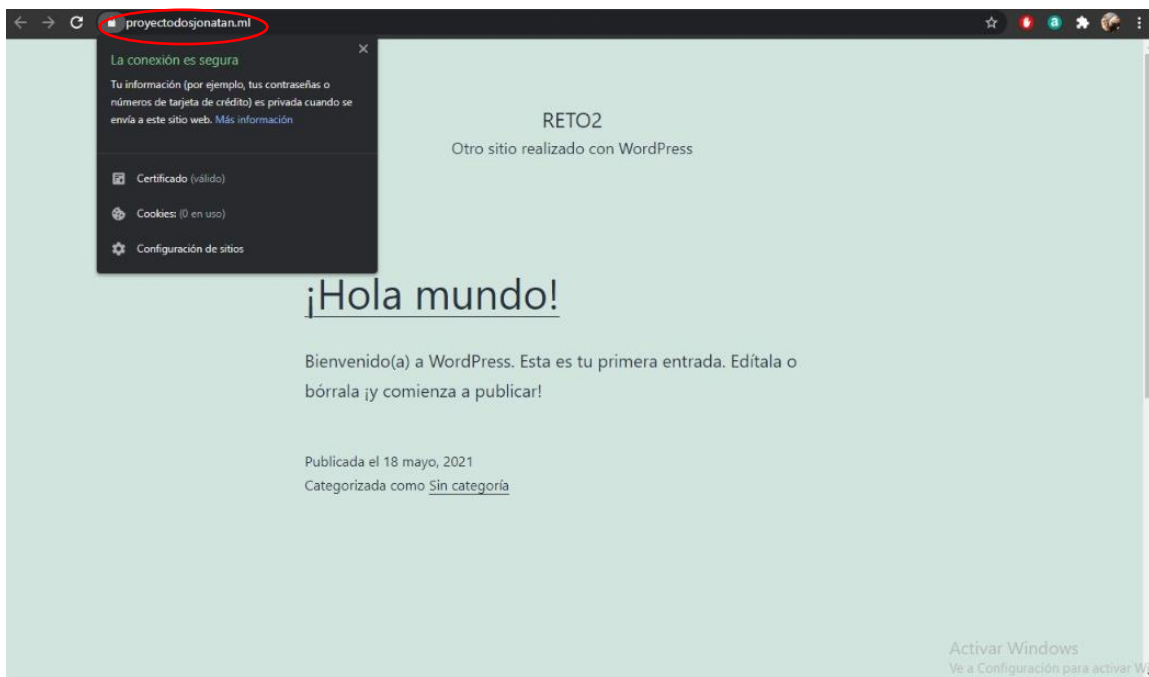 proyectodosjonatan.ml
La conexión es segura
Tu información (por ejemplo, tus contraseñas o
números de tarjeta de crédito) es privada cuando se
envía a este sitio web. Más información
Certificado (válido)
Cookies: (0 en uso)
Configuración de sitios
RETO2
Otro sitio realizado con WordPress
¡Hola mundo!
Bienvenido(a) a WordPress. Esta es tu primera entrada. Edítala o
bórrala ¡y comienza a publicar!
Publicada el 18 mayo, 2021
Categorizada como Sin categoría
Activar Windows
Ve a Configuración para activar